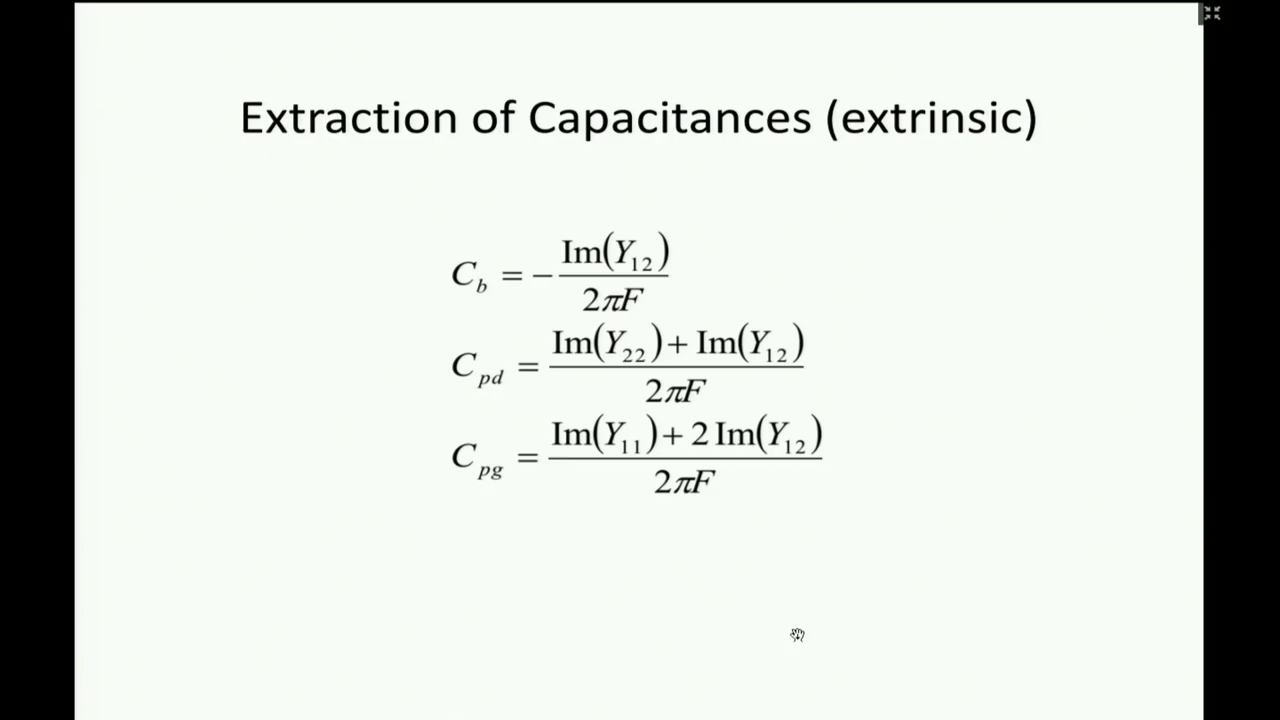 Extraction of Capacitances (extrinsic)
C_b = − Im(Y_12) / 2πF
C_pd = Im(Y_22) + Im(Y_12) / 2πF
C_pg = Im(Y_11) + 2 Im(Y_12) / 2πF